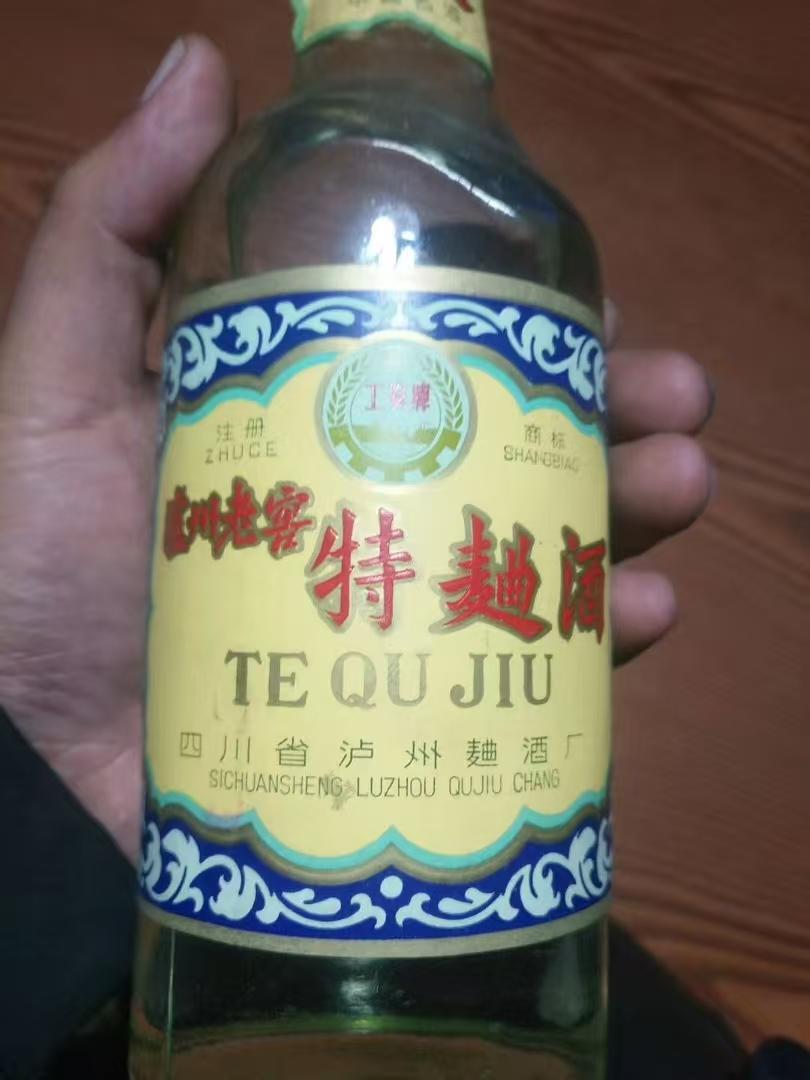 工农牌
注册
商标
ZHUCE
SHANGBIAO
泸州老窖
特麯酒
TE QU JIU
四川省泸州麯酒厂
SICHUANSHENG LUZHOU QUJIU CHANG